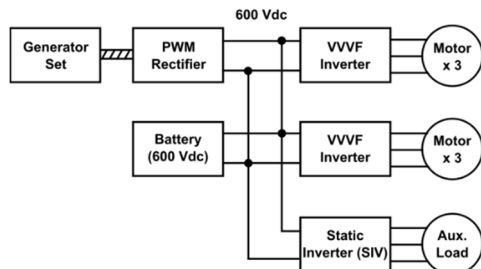 600 Vdc
Generator
Set
PWM
Rectifier
VVVF
Inverter
Motor
x 3
Battery
(600 Vdc)
VVVF
Inverter
Motor
x 3
Static
Inverter (SIV)
Aux.
Load